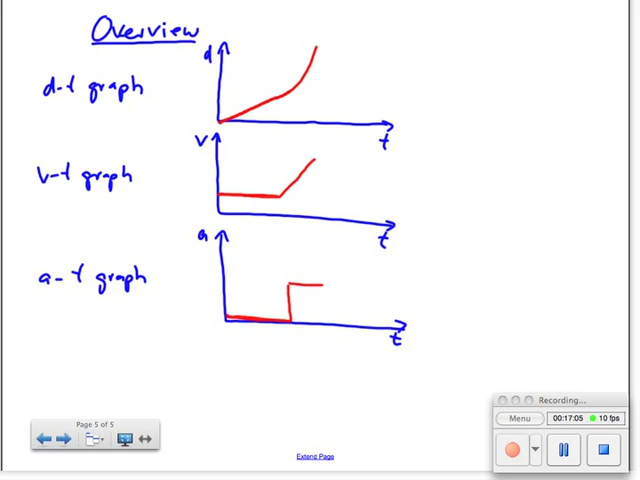 Overview
d
d-t graph
t
v
v-t graph
t
a
a-t graph
t
Page 5 of 5
Extend Page
Recording...
Menu
00:17:05 10 fps